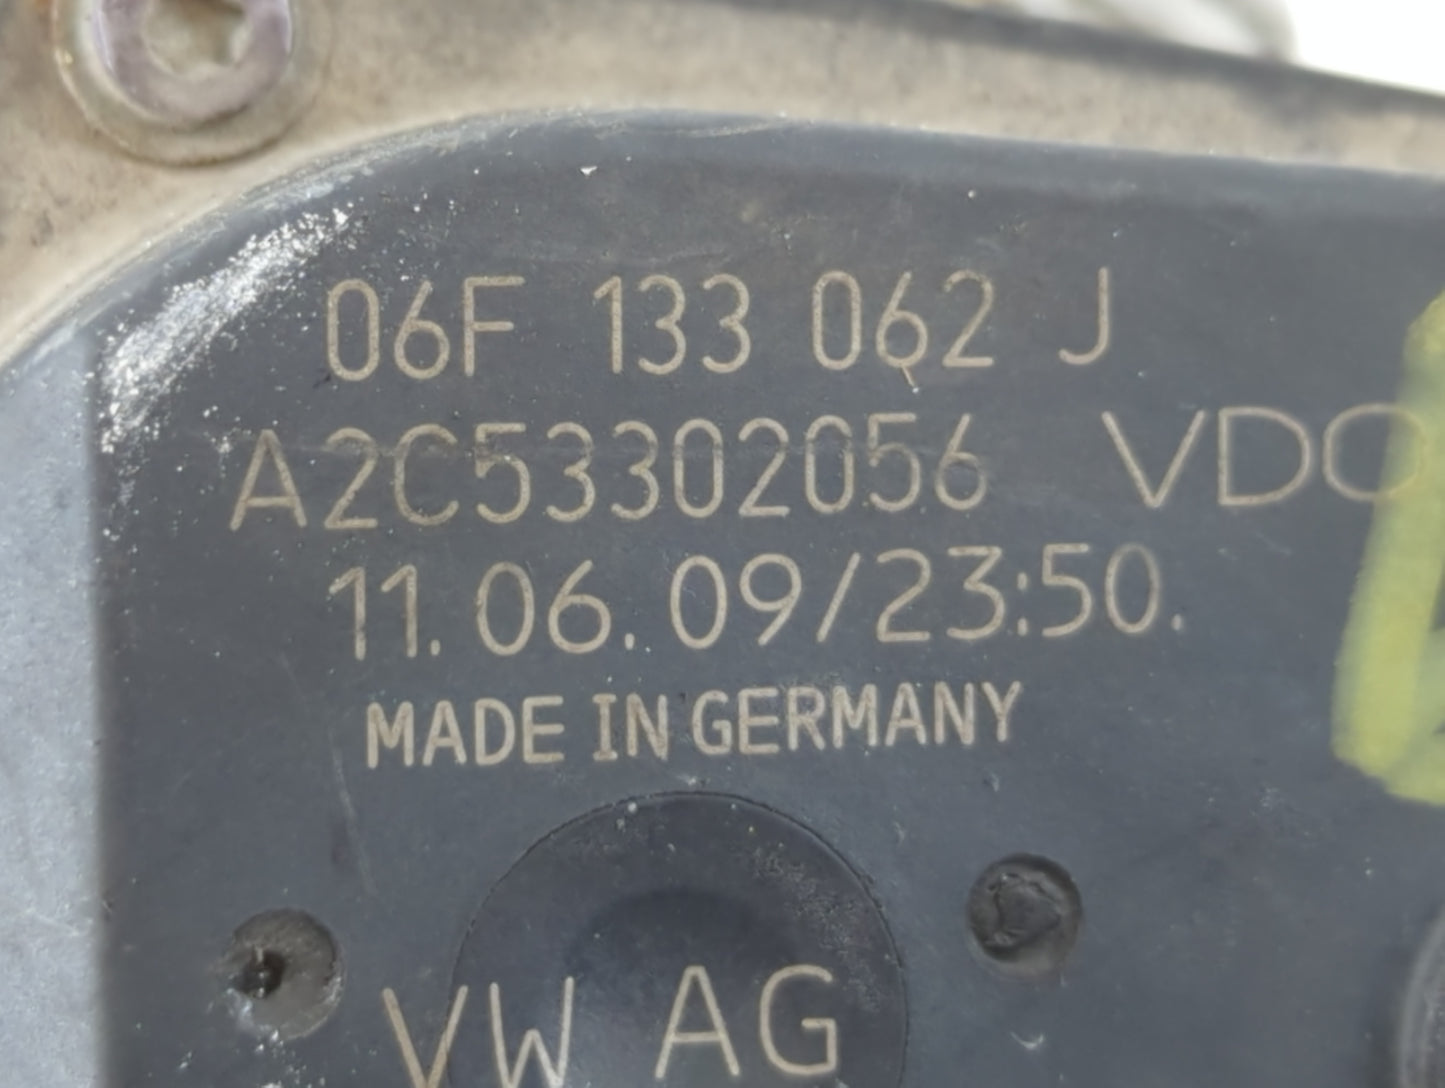 06F 133 062 J
A2C53302056 VDO
11.06.09/23:50.
MADE IN GERMANY
VW AG